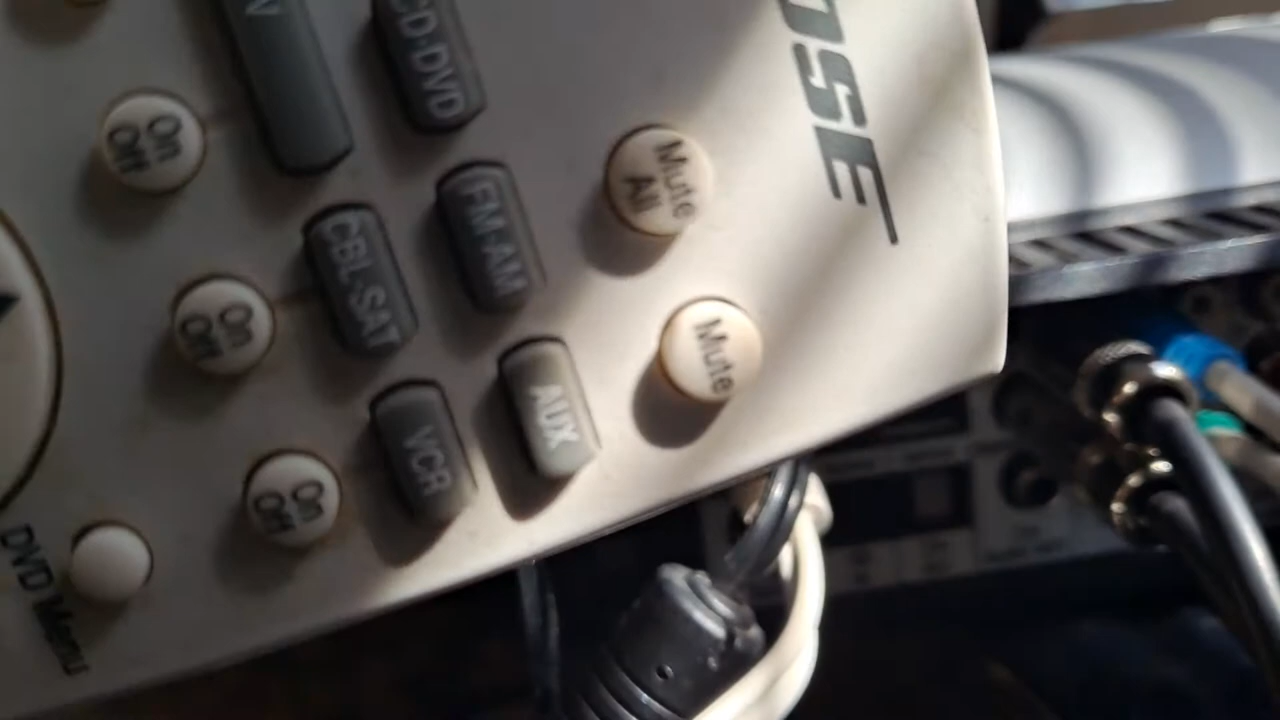 OSE
Mute
All
Mute
CD·DVD
FM·AM
AUX
V
CBL·SAT
VCR
On
Off
On
Off
On
Off
DVD Menu